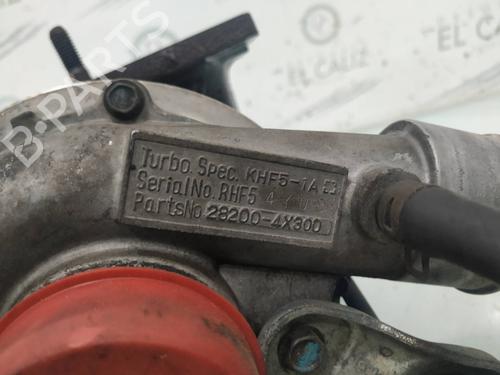 Turbo. Spec. KHF5-1A
Serial No. RHF5
Parts No 28200-4X300
B-PARTS
EL CALIZ
EL CALIZ